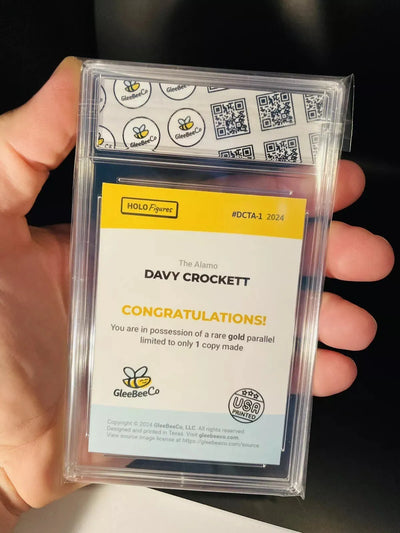 GleeBeeCo
GleeBeeCo
GleeBeeCo
HOLO Figures
#DCTA-1 2024
The Alamo
DAVY CROCKETT
CONGRATULATIONS!
You are in possession of a rare gold parallel
limited to only 1 copy made
GleeBeeCo
USA
PRINTED
Copyright © 2024 GleeBeeCo, LLC. All rights reserved.
Designed and printed in Texas. Visit gleebeeco.com.
View source image license at https://gleebeeco.com/source